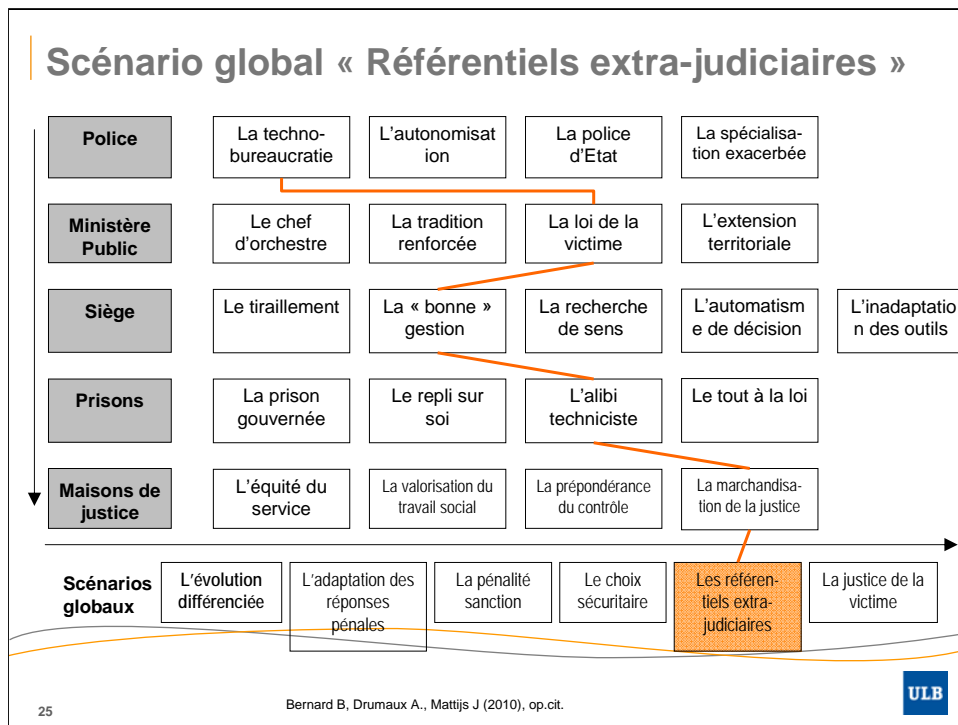 Scénario global « Référentiels extra-judiciaires »
Police
La techno-
bureaucratie
L'autonomisat
ion
La police
d'Etat
La spécialisa-
tion exacerbée
Ministère
Public
Le chef
d'orchestre
La tradition
renforcée
La loi de la
victime
L'extension
territoriale
Siège
Le tiraillement
La « bonne »
gestion
La recherche
de sens
L'automatism
e de décision
L'inadaptatio
n des outils
Prisons
La prison
gouvernée
Le repli sur
soi
L'alibi
techniciste
Le tout à la loi
Maisons de
justice
L'équité du
service
La valorisation du
travail social
La prépondérance
du contrôle
La marchandisa-
tion de la justice
Scénarios
globaux
L'évolution
différenciée
L'adaptation des
réponses
pénales
La pénalité
sanction
Le choix
sécuritaire
Les référen-
tiels extra-
judiciaires
La justice de la
victime
25
Bernard B, Drumaux A., Mattijs J (2010), op.cit.
ULB